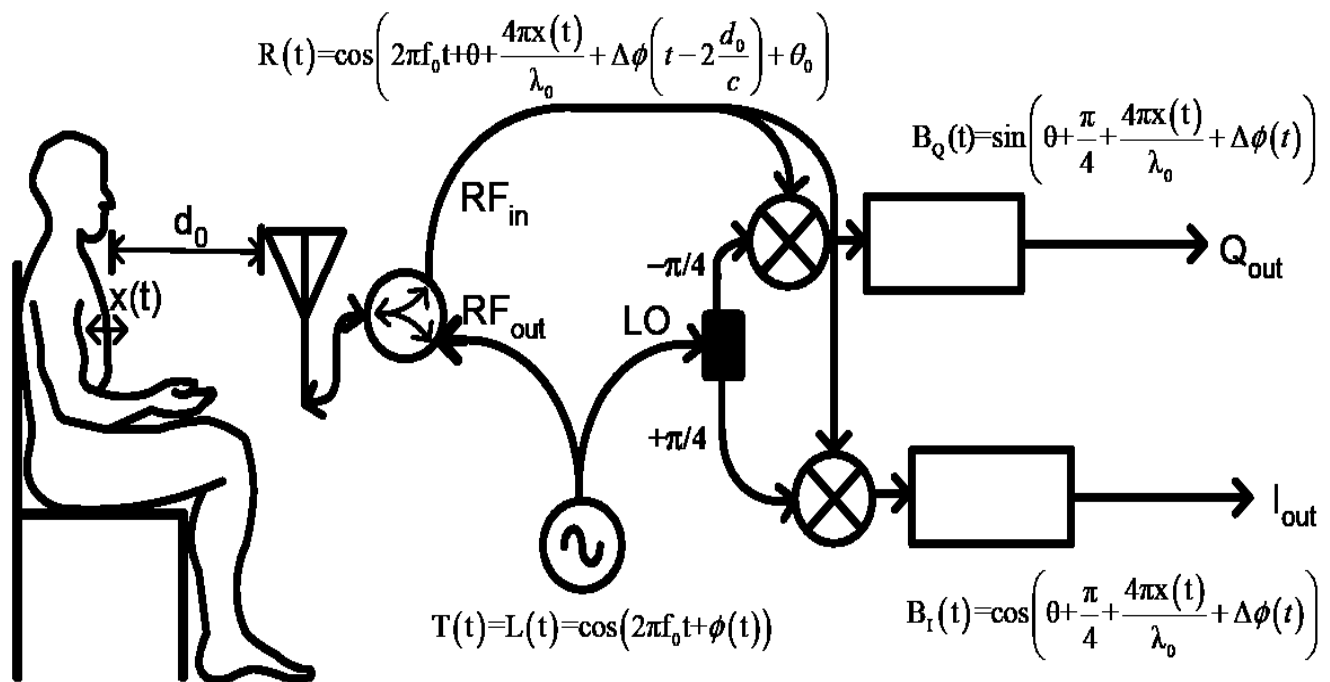 R(t)=cos(2πf₀t+θ+4πx(t)/λ₀+Δϕ(t−2d₀/c)+θ₀)
B_Q(t)=sin(θ+π/4+4πx(t)/λ₀+Δϕ(t))
RF_in
d₀
−π/4
Q_out
x(t)
RF_out
LO
+π/4
I_out
T(t)=L(t)=cos(2πf₀t+ϕ(t))
B_I(t)=cos(θ+π/4+4πx(t)/λ₀+Δϕ(t))